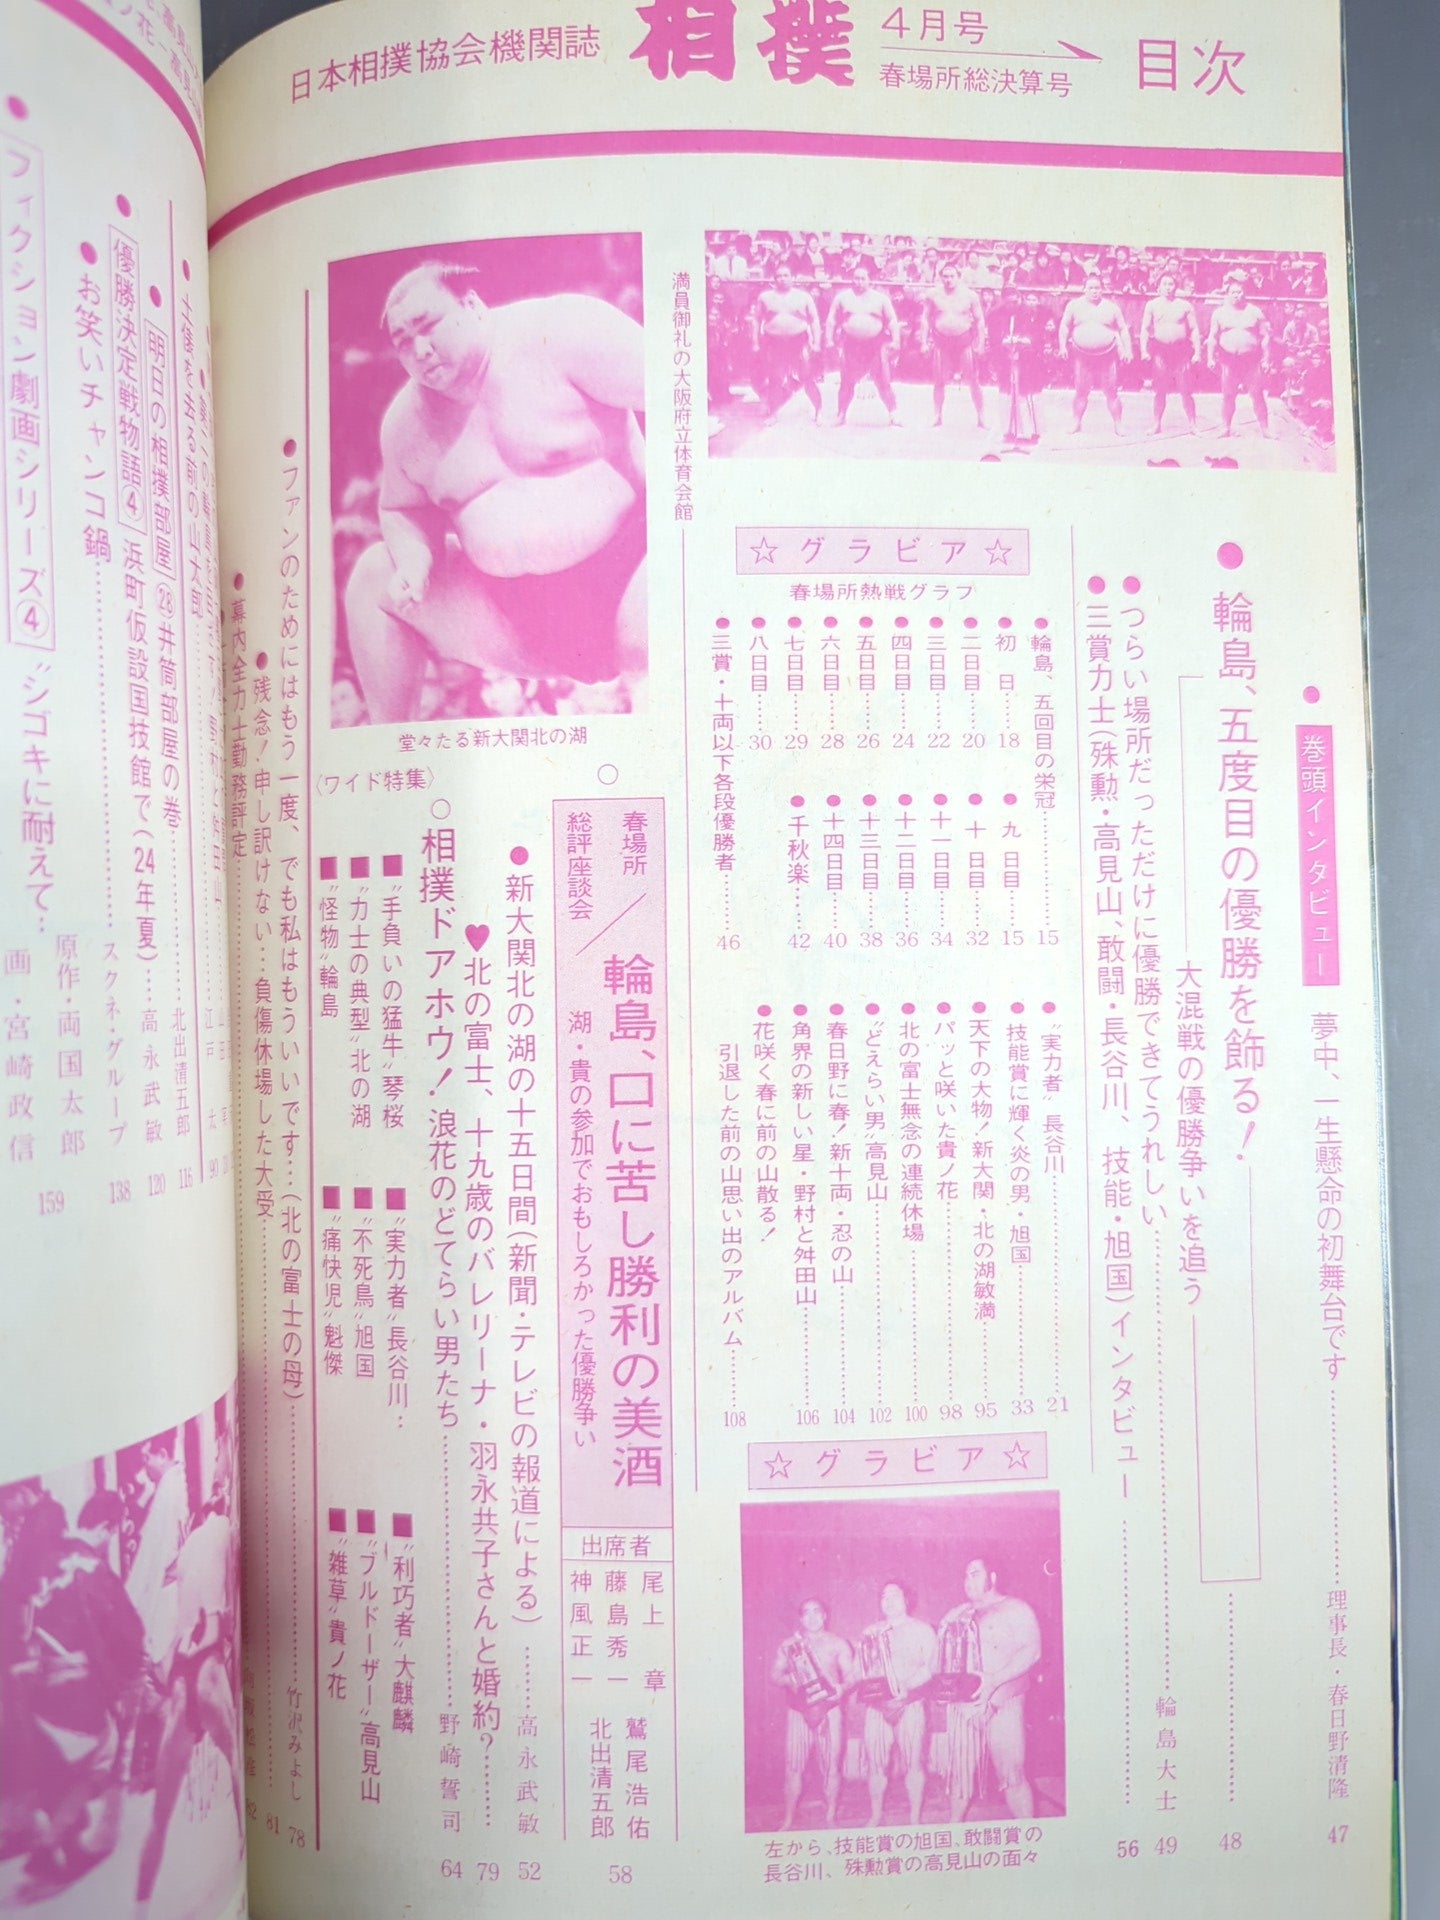 日本相撲協会機関誌
相撲
4月号
春場所総決算号
目次
●巻頭インタビュー 夢中、一生懸命の初舞台です……理事長・春日野清隆 47
●輪島、五度目の優勝を飾る!
大混戦の優勝争いを追う……48
●つらい場所だっただけに優勝できてうれしい……輪島大士 49
●三賞力士(殊勲・高見山、敢闘・長谷川、技能・旭国)インタビュー……56
満員御礼の大阪府立体育会館
☆グラビア☆
春場所熱戦グラフ
●輪島、五回目の栄冠……15
●初日……18
●二日目……20
●三日目……22
●四日目……24
●五日目……26
●六日目……28
●七日目……29
●八日目……30
●九日目……15
●十日目……32
●十一日目……34
●十二日目……36
●十三日目……38
●十四日目……40
●千秋楽……42
●三賞・十両以下各段優勝者……46
●"実力者"長谷川……21
●技能賞に輝く炎の男・旭国……33
●天下の大物!新大関・北の湖敏満……95
●パッと咲いた貴ノ花……98
●北の富士無念の連続休場……100
●"どえらい男"高見山……102
●春日野に春!新十両・忍の山……104
●角界の新しい星・野村と舛田山……106
●花咲く春に前の山散る!
引退した前の山思い出のアルバム……108
☆グラビア☆
左から、技能賞の旭国、敢闘賞の
長谷川、殊勲賞の高見山の面々
堂々たる新大関北の湖
○春場所総評座談会
輪島、口に苦し勝利の美酒
湖・貴の参加でおもしろかった優勝争い
出席者
尾上章
藤島秀一
神風正一
鷲尾浩佑
北出清五郎
58
●新大関北の湖の十五日間(新聞・テレビの報道による)……高永武敏 52
♥北の富士、十九歳のバレリーナ・羽永共子さんと婚約?……79
〈ワイド特集〉
○相撲ドアホウ!浪花のどてらい男たち……野崎誓司 64
■"手負いの猛牛"琴桜
■"実力者"長谷川…
■"利巧者"大麒麟
■"力士の典型"北の湖
■"不死鳥"旭国
■"ブルドーザー"高見山
■"怪物"輪島
■"痛快児"魁傑
■"雑草"貴ノ花
●ファンのためにはもう一度、でも私はもういいです…(北の富士の母)……竹沢みよし 78
●残念!申し訳けない…負傷休場した大受……81
●幕内全力士勤務評定……82
●土俵を去る前の山太郎……北出清五郎 116
●明日の相撲部屋㉘井筒部屋の巻……高永武敏 120
●優勝決定戦物語④浜町仮設国技館で(24年夏)
●お笑いチャンコ鍋……スクネ・グループ 138
●フィクション劇画シリーズ④"シゴキに耐えて…
原作・両国太郎
画・宮崎政信
159